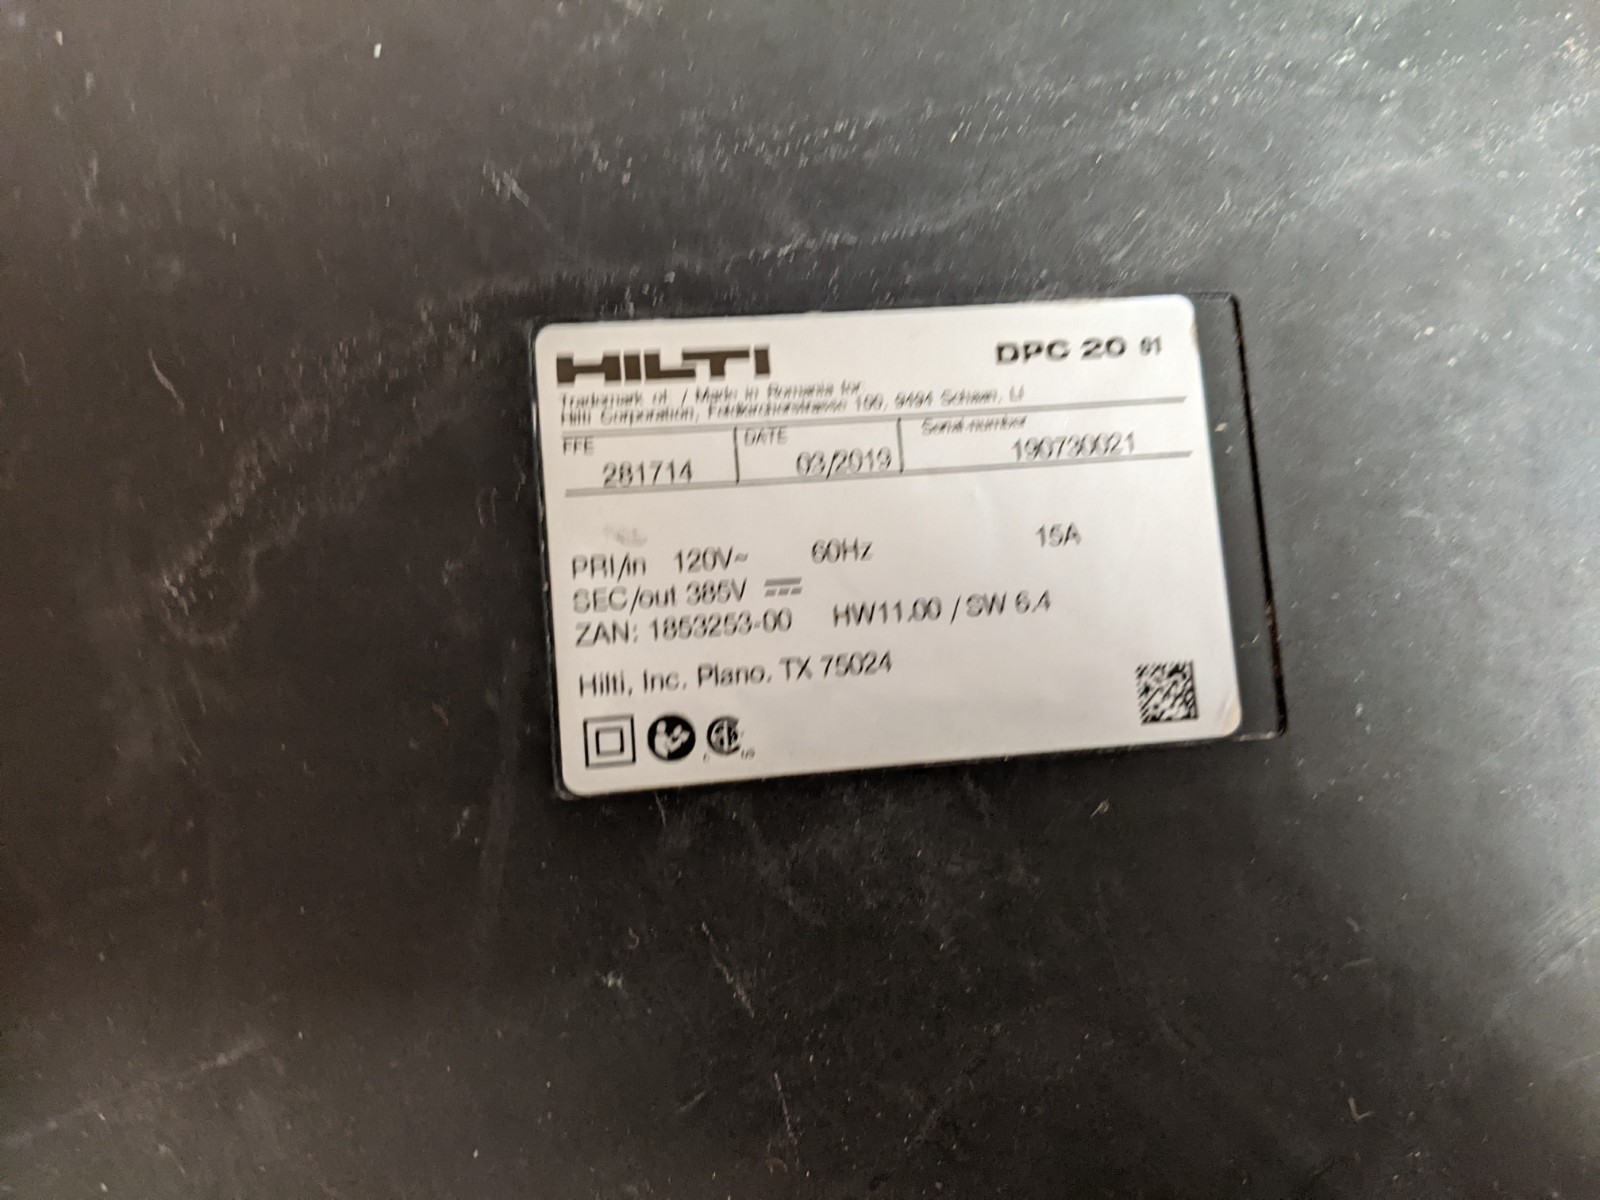 HILTI DPC 20 01
Trademark of / Made in Romania for:
Hilti Corporation, Feldkircherstrasse 100, 9494 Schaan, LI
DATE Serial number
281714 03/2019 190730021
PRI/in 120V~ 60Hz 15A
SEC/out 385V ⎓
ZAN: 1853253-00 HW11.00 / SW 6.4
Hilti, Inc. Plano, TX 75024
C US